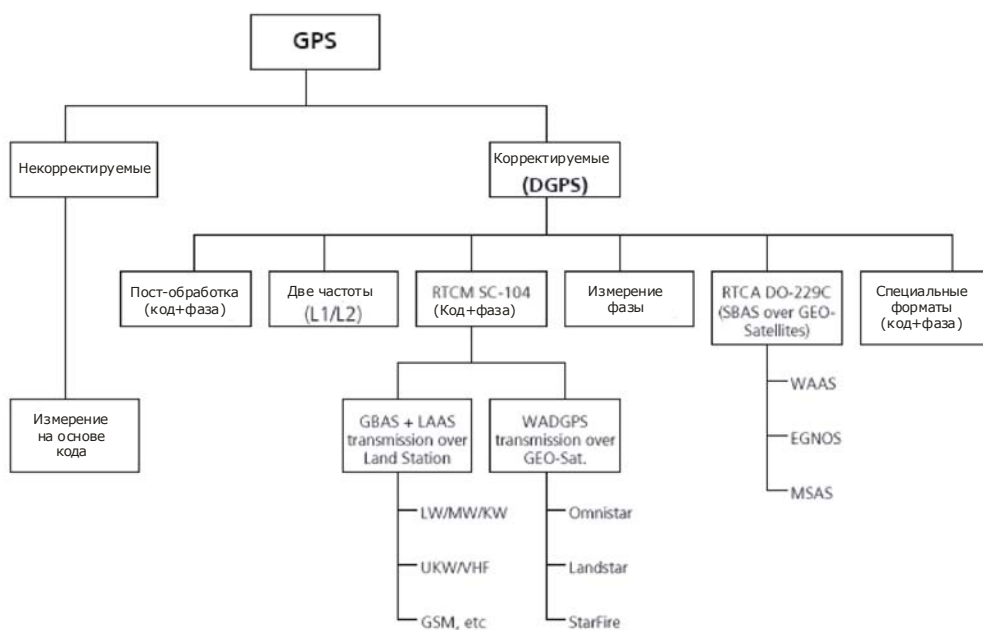 GPS
Некорректируемые
Корректируемые
(DGPS)
Пост-обработка
(код+фаза)
Две частоты
(L1/L2)
RTCM SC-104
(Код+фаза)
Измерение
фазы
RTCA DO-229C
(SBAS over GEO-
Satellites)
Специальные
форматы
(код+фаза)
Измерение
на основе
кода
GBAS + LAAS
transmission over
Land Station
WADGPS
transmission over
GEO-Sat.
WAAS
EGNOS
MSAS
LW/MW/KW
UKW/VHF
GSM, etc
Omnistar
Landstar
StarFire